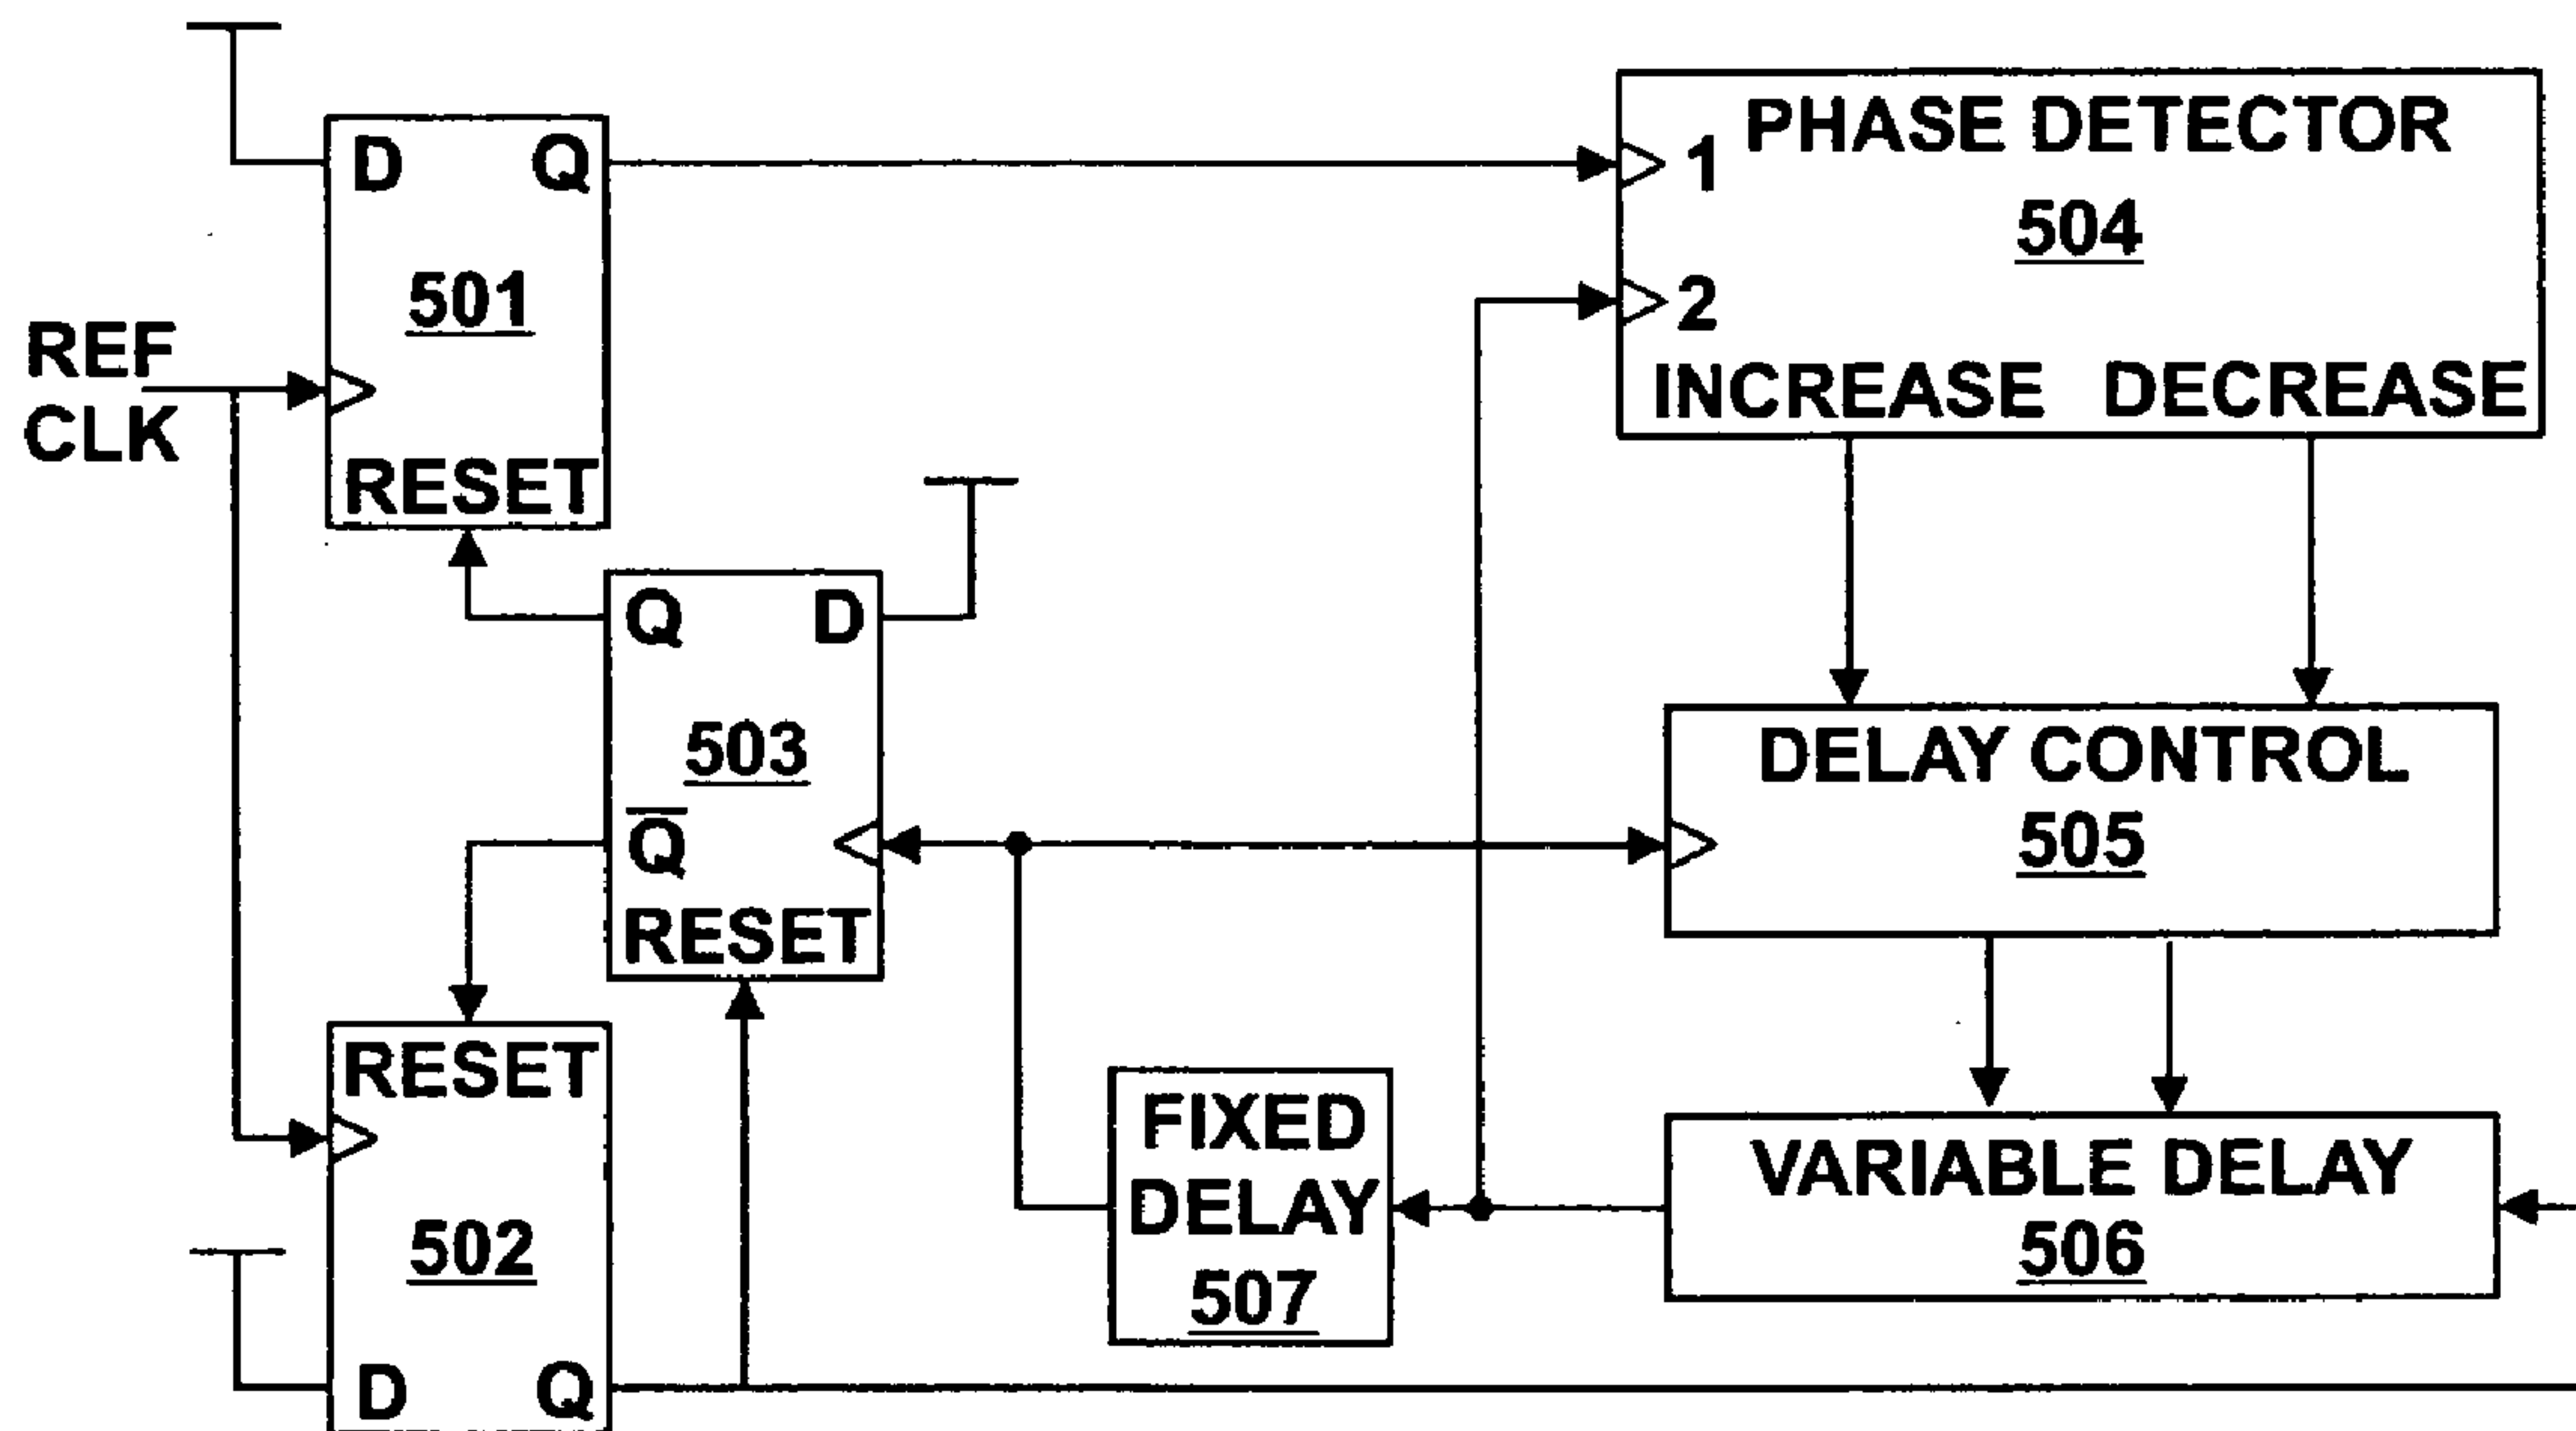 D Q
501
RESET
REF
CLK
PHASE DETECTOR
504
1
2
INCREASE DECREASE
Q D
503
Q̅
RESET
DELAY CONTROL
505
RESET
502
D Q
FIXED
DELAY
507
VARIABLE DELAY
506